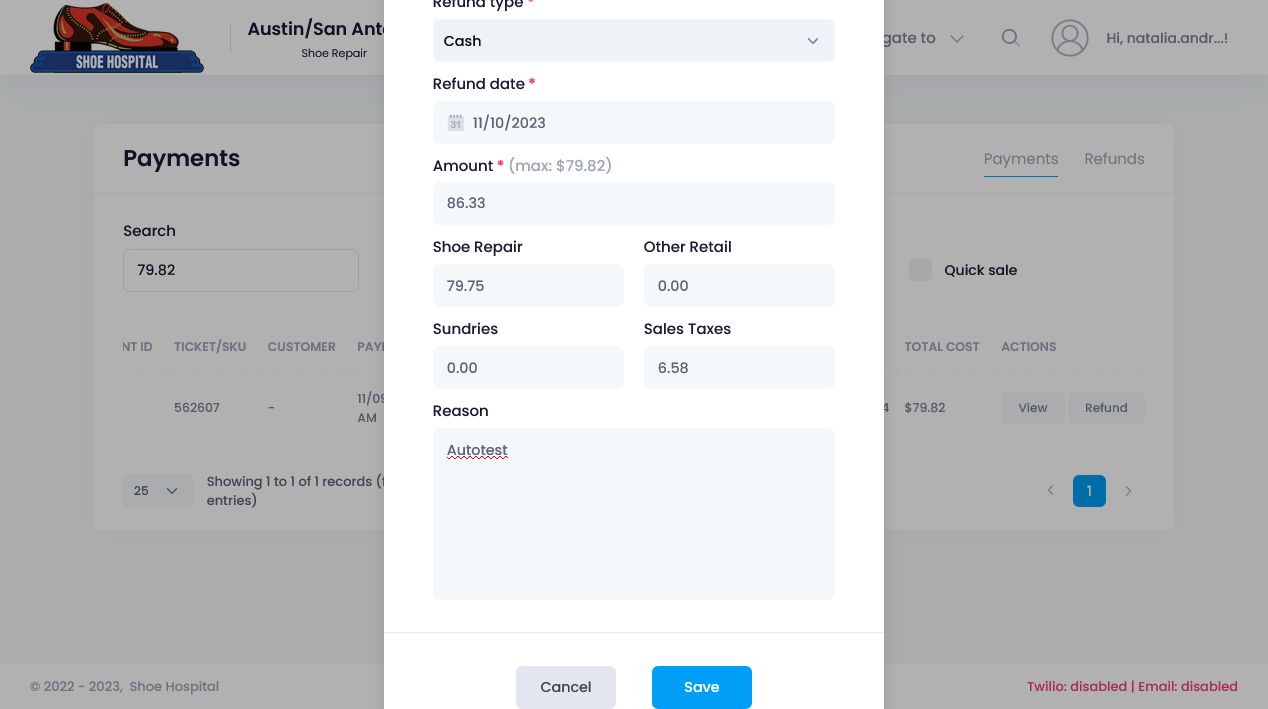 Refund type *
SHOE HOSPITAL
Austin/San Anto
Shoe Repair
gate to
Hi, natalia.andr...!
Cash
Refund date *
31 11/10/2023
Payments
Payments Refunds
Amount * (max: $79.82)
86.33
Search
79.82
Quick sale
Shoe Repair Other Retail
79.75 0.00
Sundries Sales Taxes
0.00 6.58
NT ID TICKET/SKU CUSTOMER TOTAL COST ACTIONS
562607 - 11/09
AM
4 $79.82 View Refund
Reason
Autotest
25
Showing 1 to 1 of 1 records (
entries)
1
Cancel Save
© 2022 - 2023, Shoe Hospital
Twilio: disabled | Email: disabled